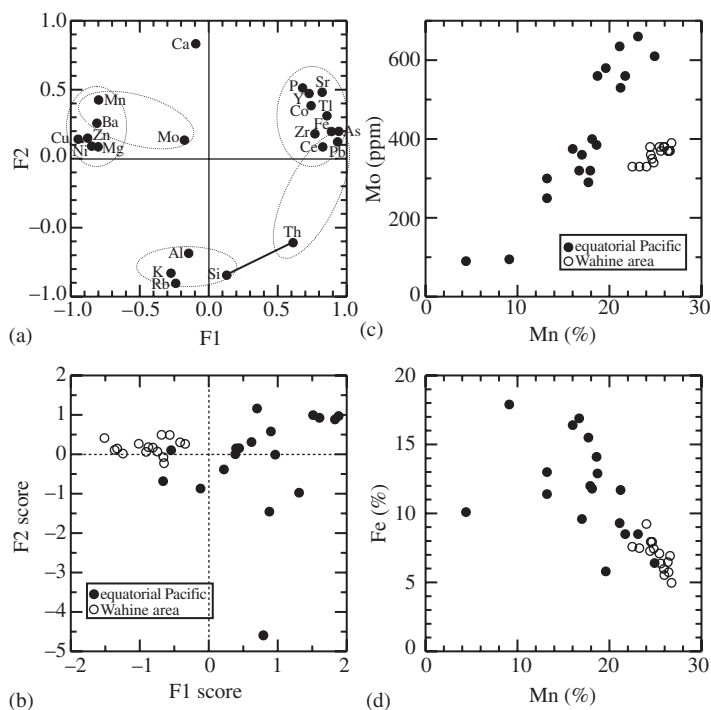 1.0
0.5
0.0
−0.0
−1.0
F2
Ca
Mn
Ba
Cu
Zn
Ni
Mg
Mo
P
Sr
Y
Co
Tl
Fe
As
Zr
Ce
Pb
Th
Al
K
Rb
Si
−1.0 −0.5 0.0 0.5 1.0
F1
(a)
600
400
200
0
Mo (ppm)
equatorial Pacific
Wahine area
0 10 20 30
Mn (%)
(c)
2
1
0
−1
−2
−3
−4
−5
F2 score
equatorial Pacific
Wahine area
−2 −1 0 1 2
F1 score
(b)
20
15
10
5
0
Fe (%)
0 10 20 30
Mn (%)
(d)